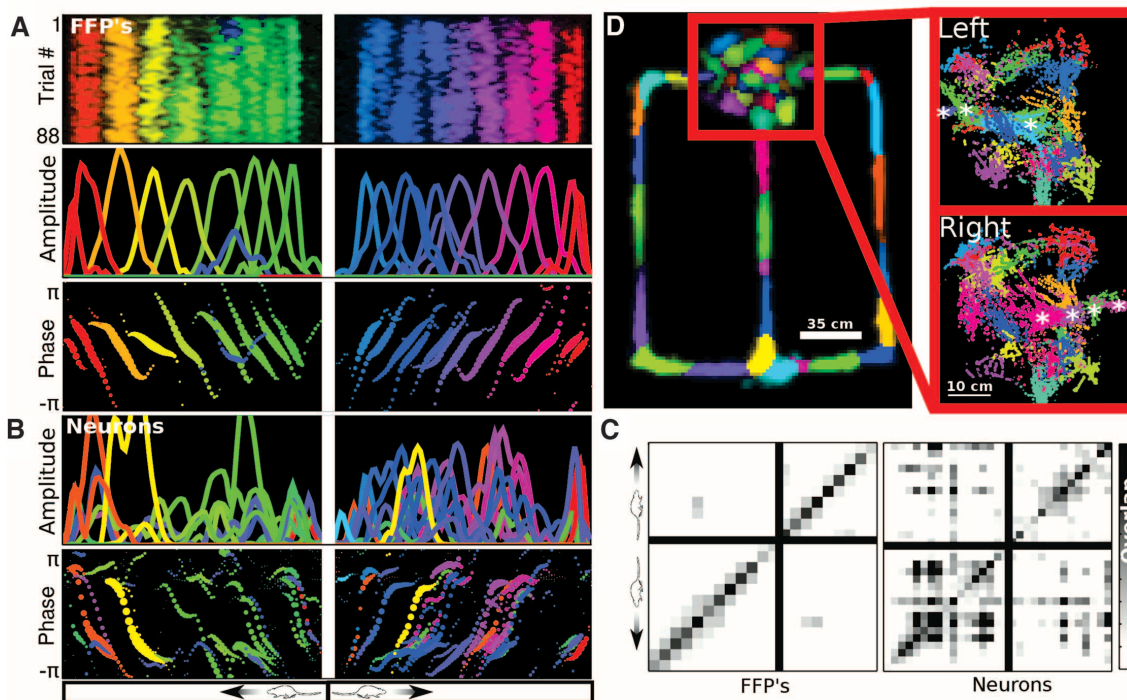 A
FFP's
1
Trial #
88
Amplitude
π
Phase
-π
B
Neurons
Amplitude
π
Phase
-π
D
35 cm
Left
* * *
Right
* * * *
10 cm
C
FFP's
Neurons